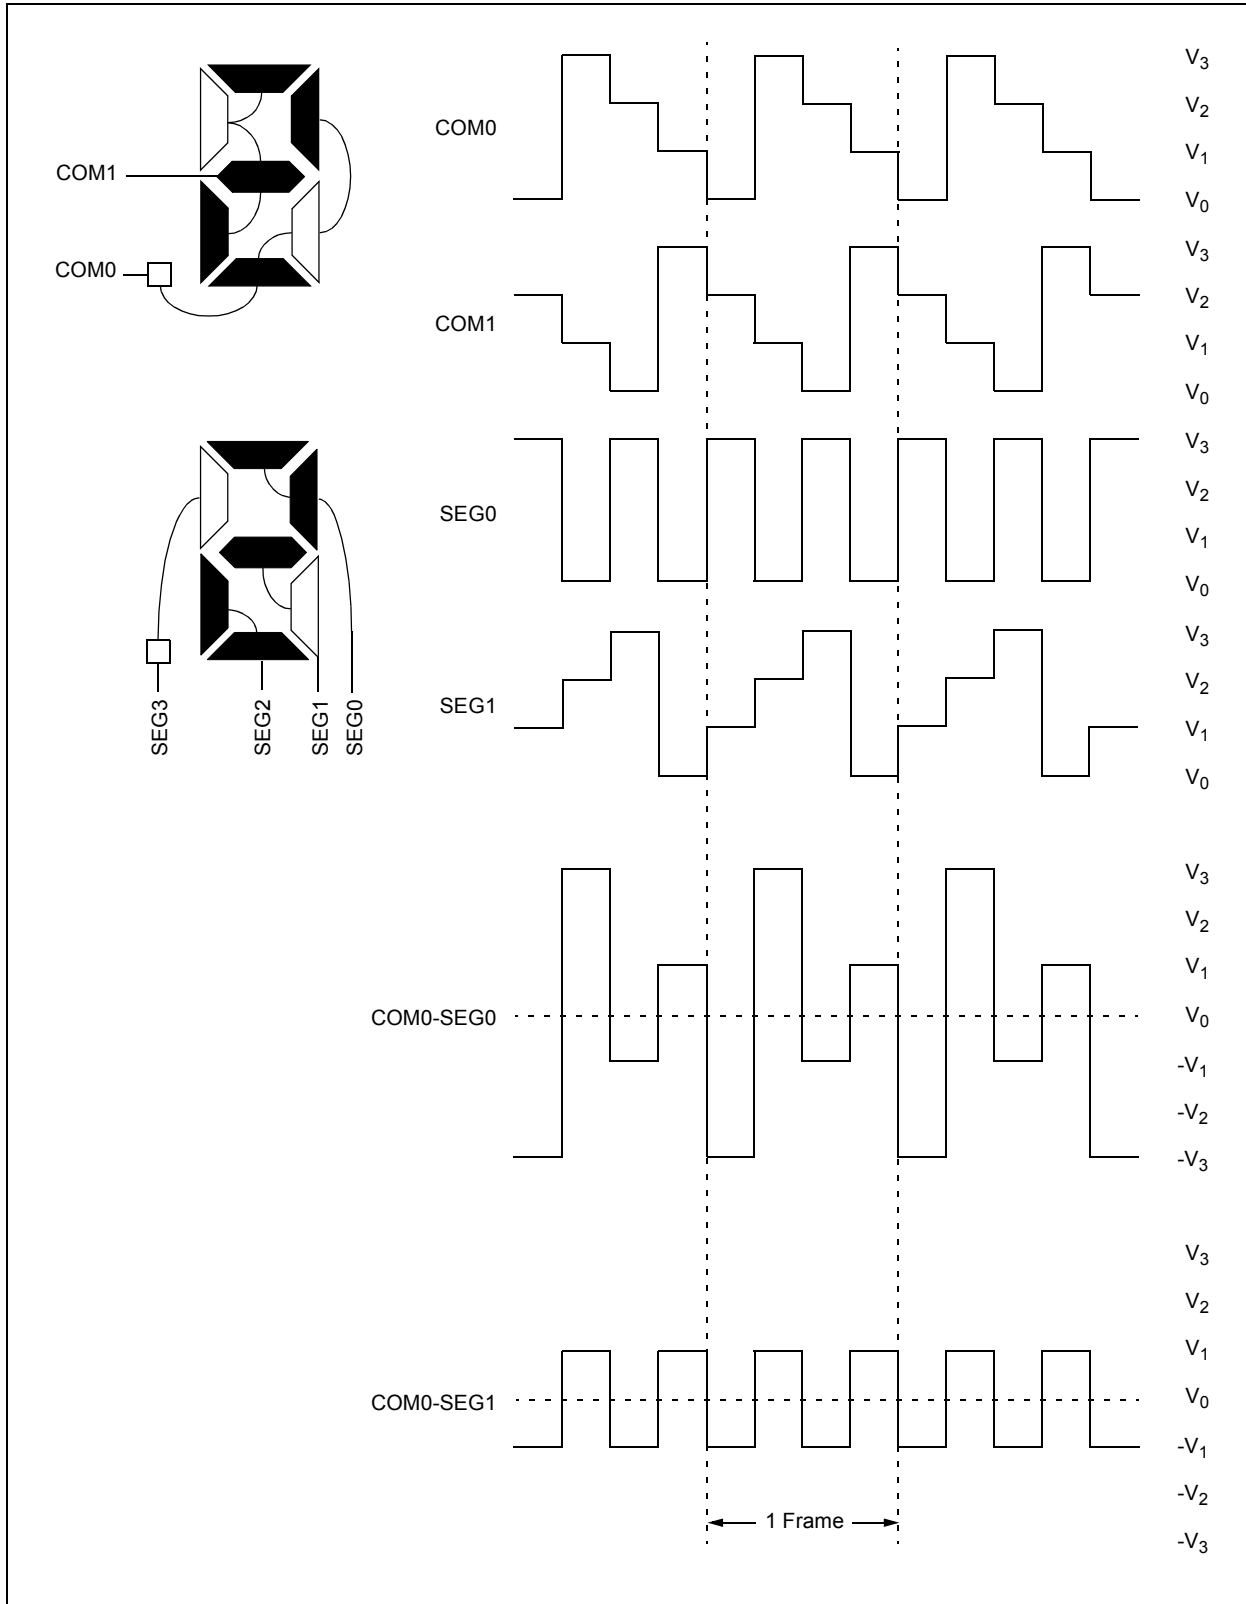 COM1
COM0
SEG3
SEG2
SEG1
SEG0
COM0
V3
V2
V1
V0
COM1
V3
V2
V1
V0
SEG0
V3
V2
V1
V0
SEG1
V3
V2
V1
V0
COM0-SEG0
V3
V2
V1
V0
-V1
-V2
-V3
COM0-SEG1
V3
V2
V1
V0
-V1
-V2
-V3
1 Frame